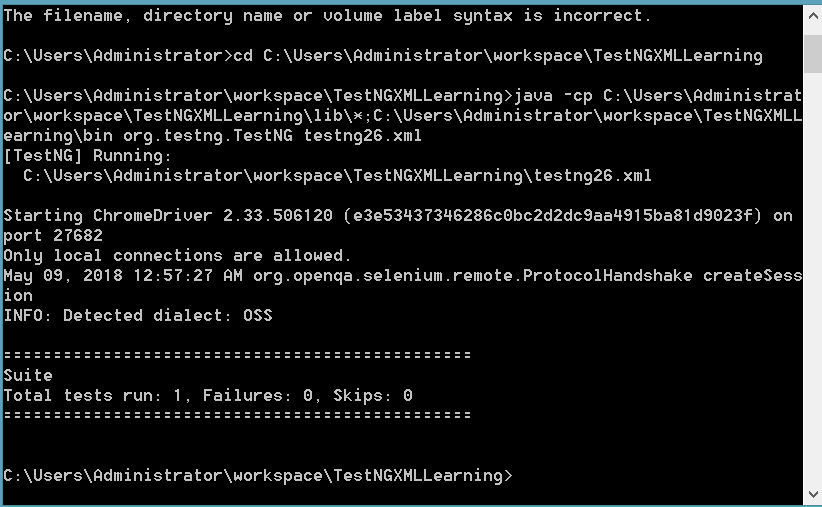 The filename, directory name or volume label syntax is incorrect.
C:\Users\Administrator>cd C:\Users\Administrator\workspace\TestNGXMLLearning
C:\Users\Administrator\workspace\TestNGXMLLearning>java -cp C:\Users\Administrat
or\workspace\TestNGXMLLearning\lib\*;C:\Users\Administrator\workspace\TestNGXMLL
earning\bin org.testng.TestNG testng26.xml
[TestNG] Running:
  C:\Users\Administrator\workspace\TestNGXMLLearning\testng26.xml
Starting ChromeDriver 2.33.506120 (e3e53437346286c0bc2d2dc9aa4915ba81d9023f) on
port 27682
Only local connections are allowed.
May 09, 2018 12:57:27 AM org.openqa.selenium.remote.ProtocolHandshake createSess
ion
INFO: Detected dialect: OSS
===============================================
Suite
Total tests run: 1, Failures: 0, Skips: 0
===============================================
C:\Users\Administrator\workspace\TestNGXMLLearning>